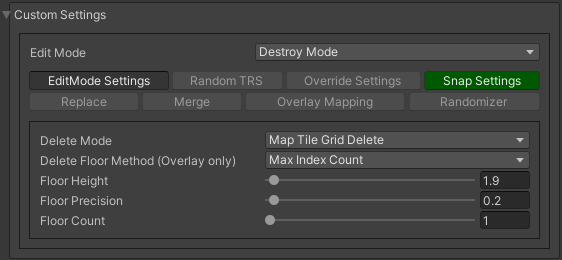 Custom Settings
Edit Mode Destroy Mode
EditMode Settings Random TRS Override Settings Snap Settings
Replace Merge Overlay Mapping Randomizer
Delete Mode Map Tile Grid Delete
Delete Floor Method (Overlay only) Max Index Count
Floor Height 1.9
Floor Precision 0.2
Floor Count 1